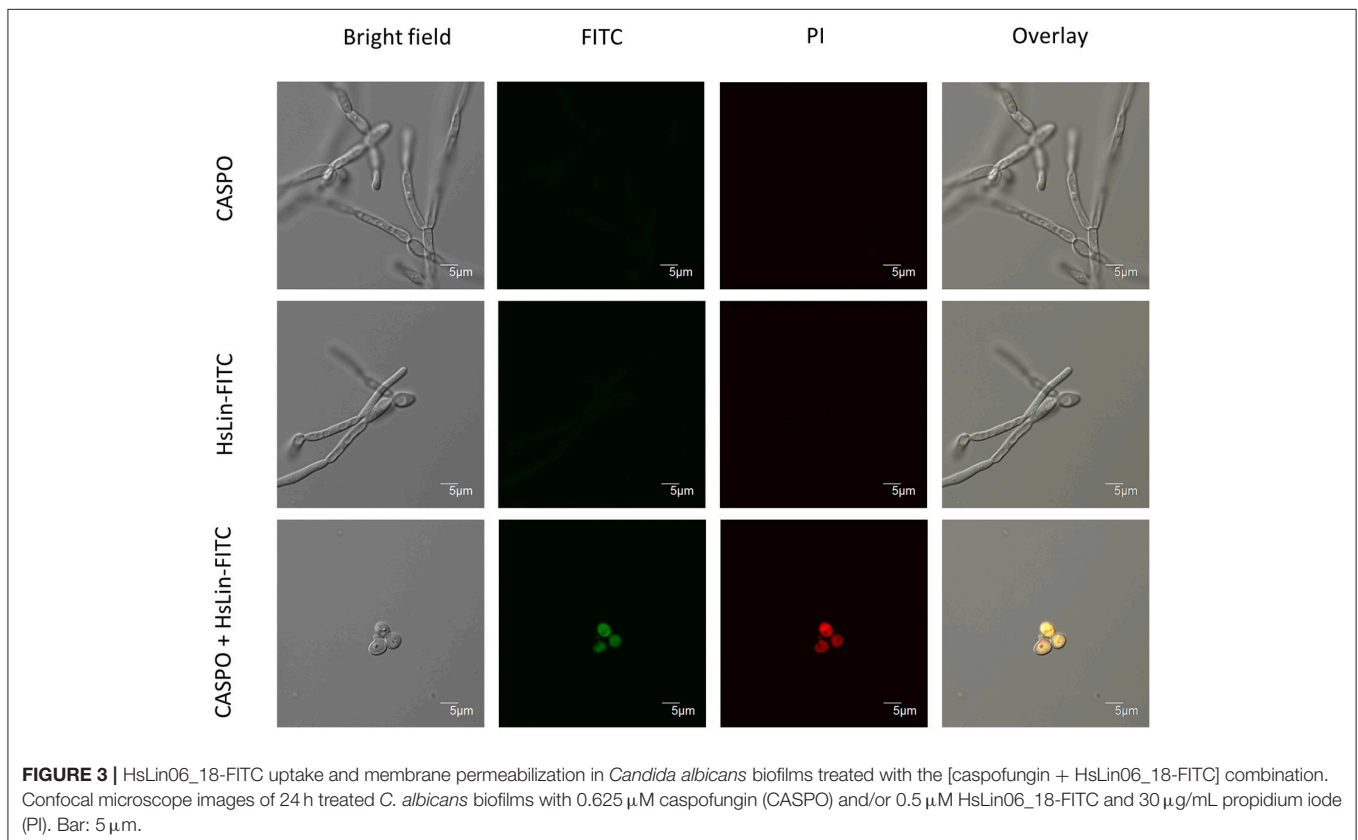 Bright field FITC PI Overlay
CASPO
5µm 5µm 5µm 5µm
HsLin-FITC
5µm 5µm 5µm 5µm
CASPO + HsLin-FITC
5µm 5µm 5µm 5µm
FIGURE 3 | HsLin06_18-FITC uptake and membrane permeabilization in Candida albicans biofilms treated with the [caspofungin + HsLin06_18-FITC] combination.
Confocal microscope images of 24 h treated C. albicans biofilms with 0.625 µM caspofungin (CASPO) and/or 0.5 µM HsLin06_18-FITC and 30 µg/mL propidium iode
(PI). Bar: 5 µm.